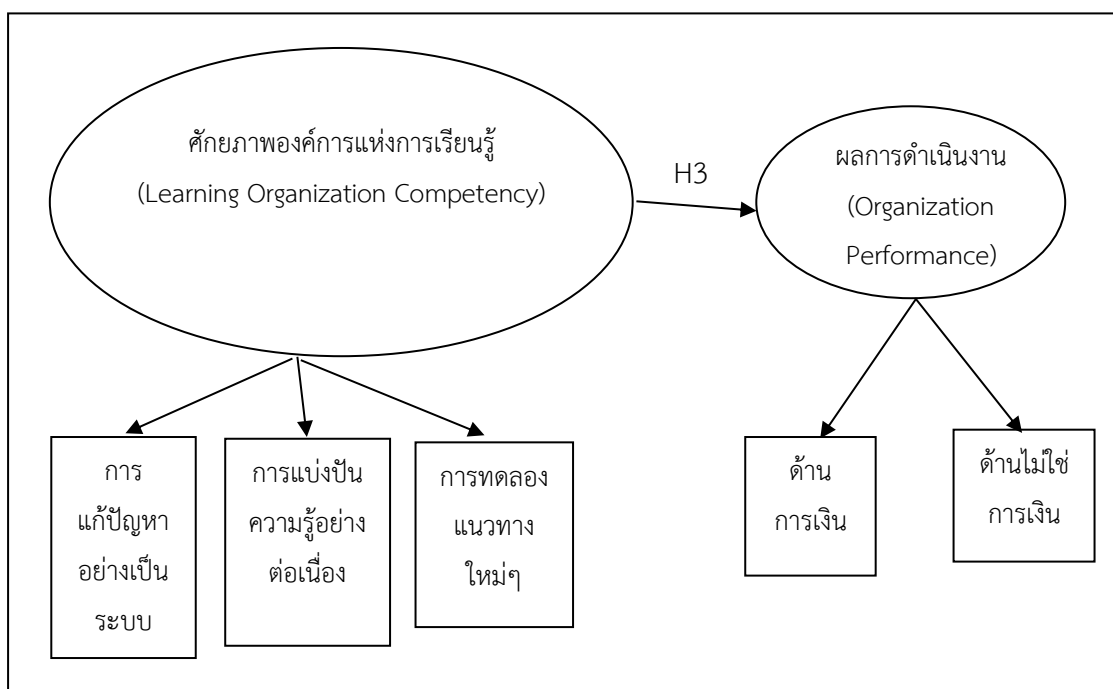 ศักยภาพองค์การแห่งการเรียนรู้
(Learning Organization Competency)
H3
ผลการดำเนินงาน
(Organization
Performance)
การ
แก้ปัญหา
อย่างเป็น
ระบบ
การแบ่งปัน
ความรู้อย่าง
ต่อเนื่อง
การทดลอง
แนวทาง
ใหม่ๆ
ด้าน
การเงิน
ด้านไม่ใช่
การเงิน